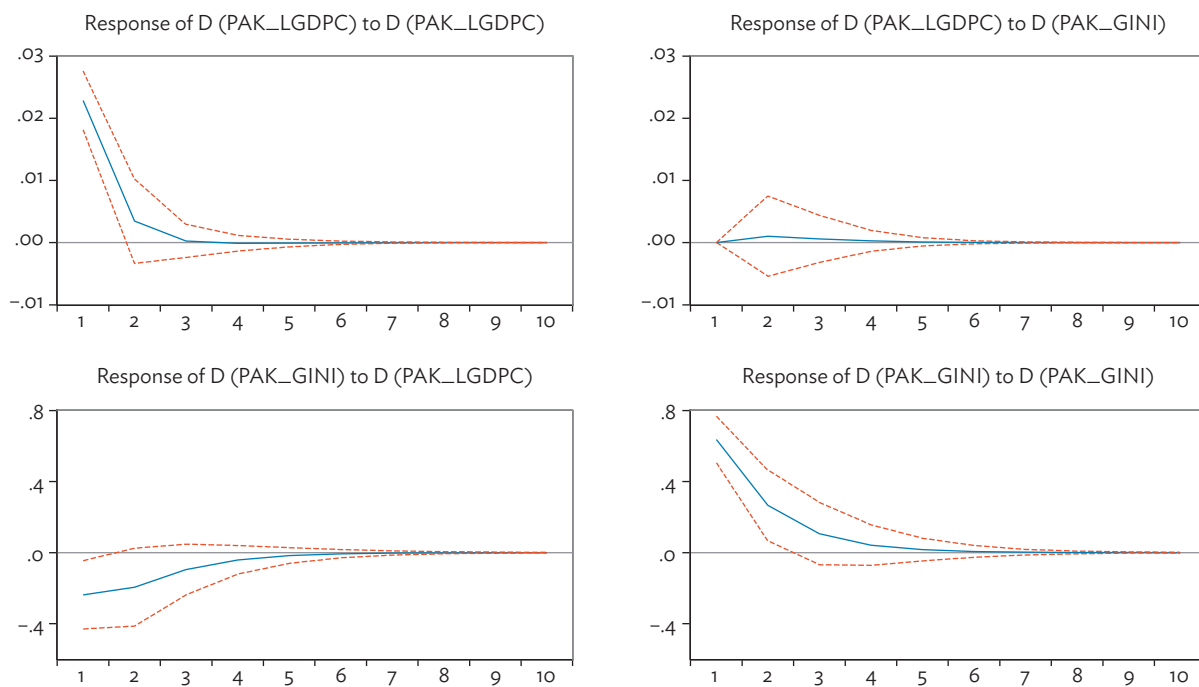 Response of D (PAK_LGDPC) to D (PAK_LGDPC)
.03
.02
.01
.00
–.01
1 2 3 4 5 6 7 8 9 10
Response of D (PAK_LGDPC) to D (PAK_GINI)
.03
.02
.01
.00
–.01
1 2 3 4 5 6 7 8 9 10
Response of D (PAK_GINI) to D (PAK_LGDPC)
.8
.4
.0
–.4
1 2 3 4 5 6 7 8 9 10
Response of D (PAK_GINI) to D (PAK_GINI)
.8
.4
.0
–.4
1 2 3 4 5 6 7 8 9 10